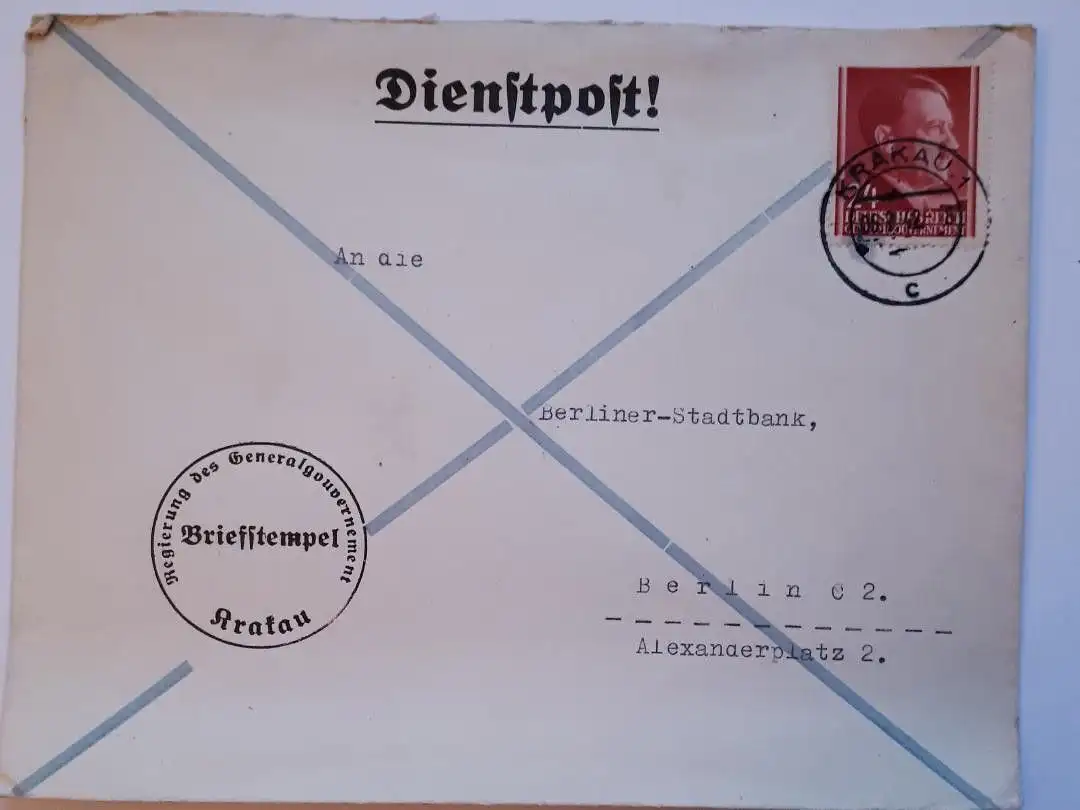 Dienstpost!
KRAKAU 1
24
DEUTSCHES REICH
GENERALGOUVERNEMENT
c
An die
Berliner-Stadtbank,
Regierung des Generalgouvernement
Briefstempel
Krakau
Berlin C 2.
Alexanderplatz 2.